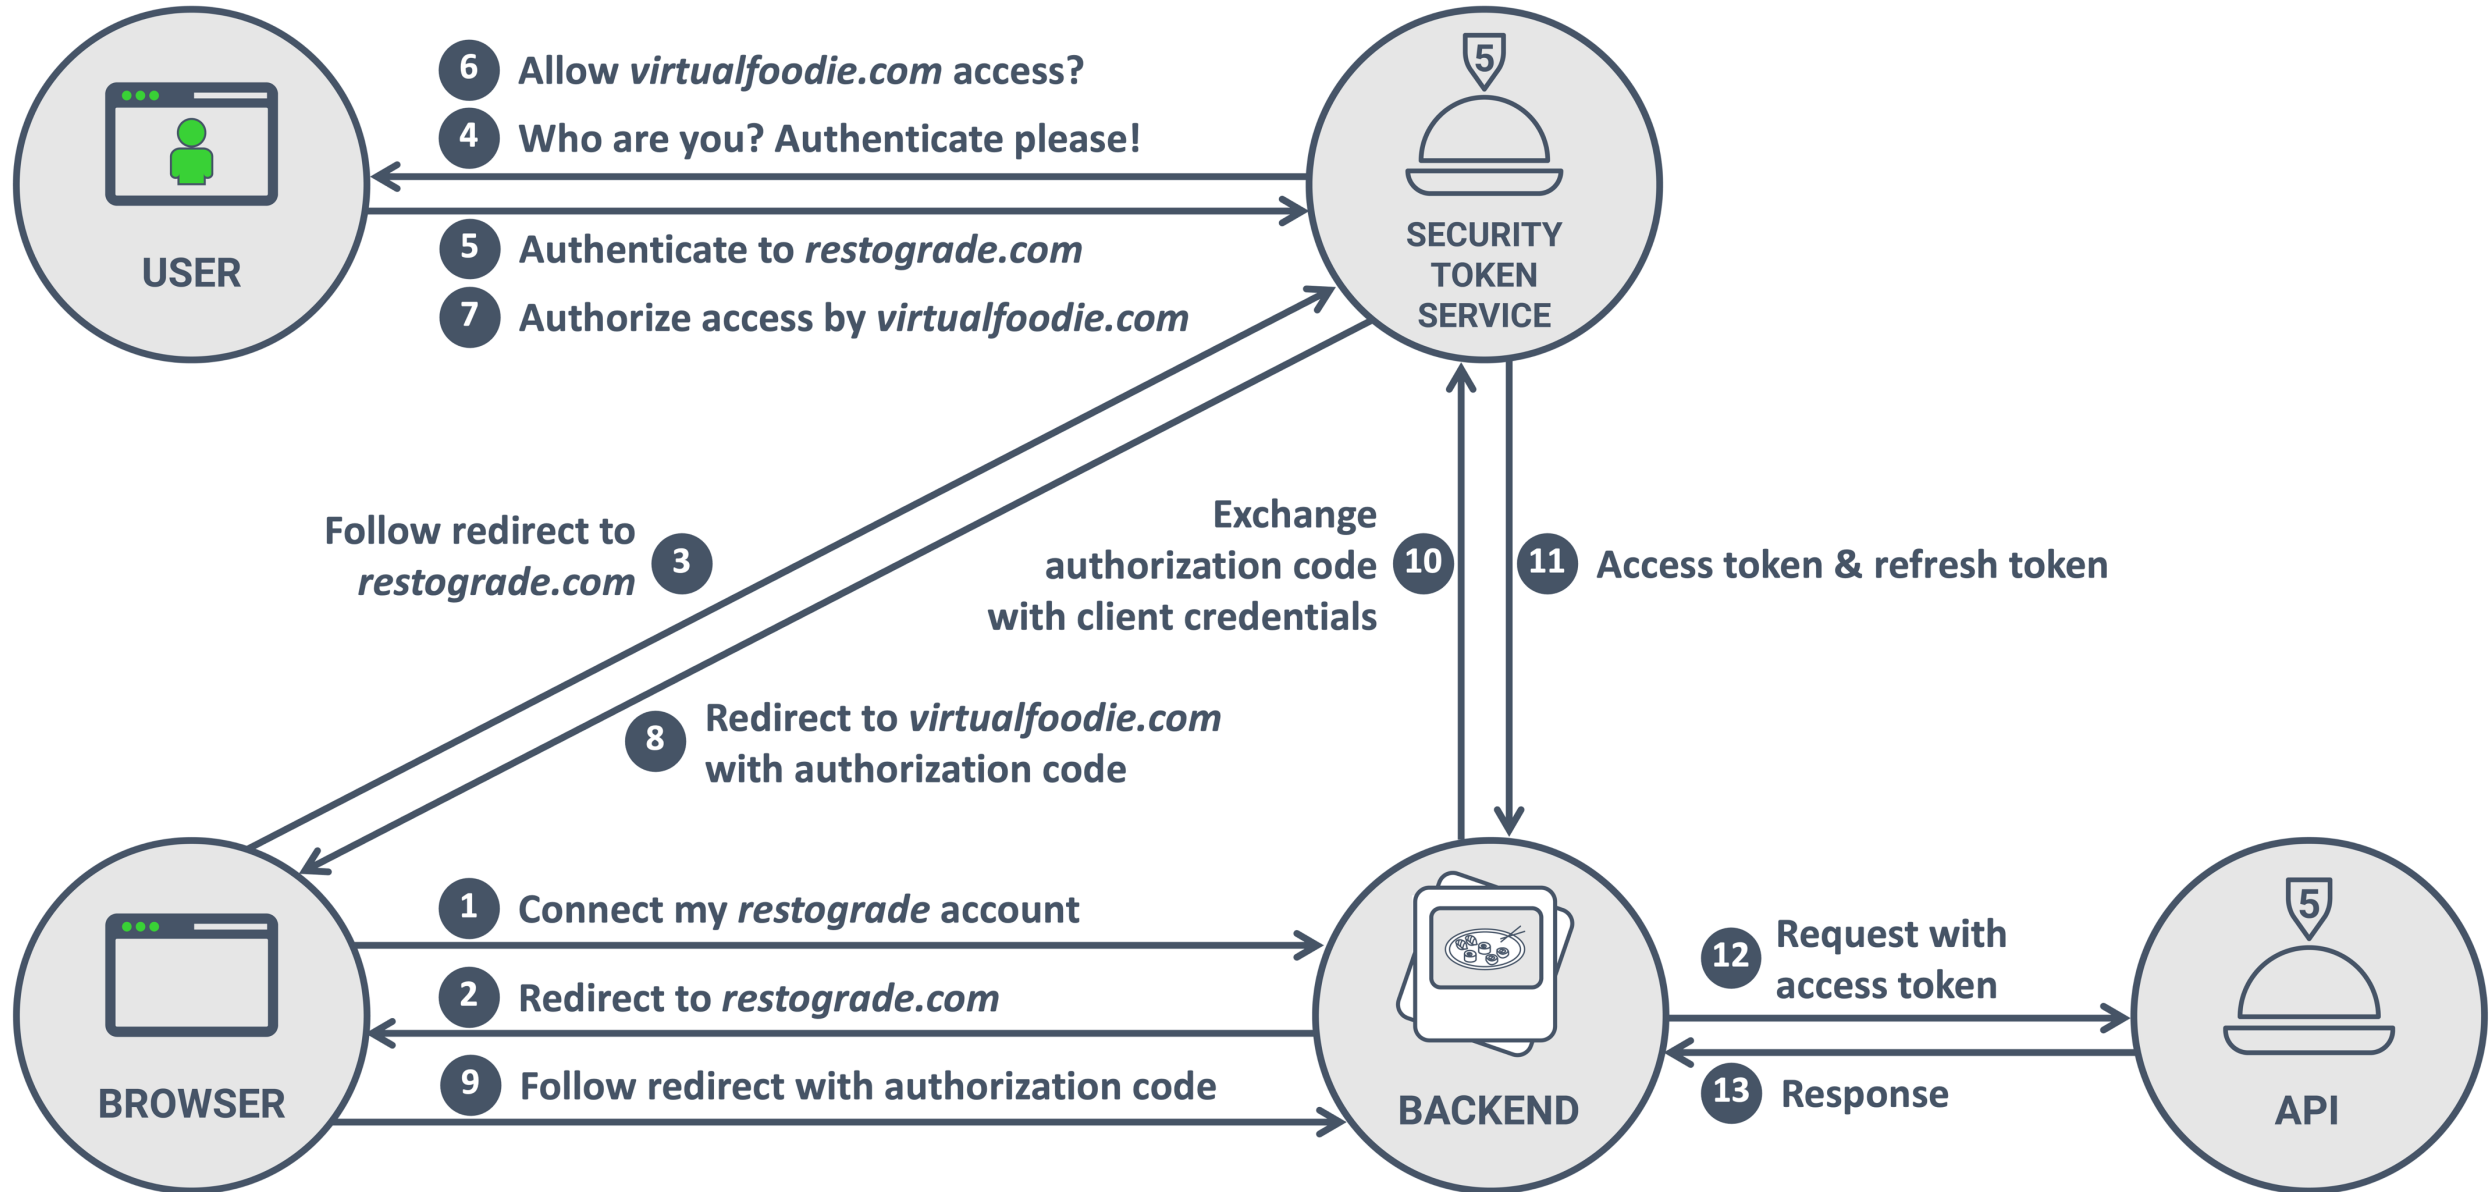 6 Allow virtualfoodie.com access?
4 Who are you? Authenticate please!
5 Authenticate to restograde.com
7 Authorize access by virtualfoodie.com
USER
5
SECURITY
TOKEN
SERVICE
Follow redirect to
restograde.com
3
Exchange
authorization code
with client credentials
10
11 Access token & refresh token
8
Redirect to virtualfoodie.com
with authorization code
1 Connect my restograde account
2 Redirect to restograde.com
9 Follow redirect with authorization code
BROWSER
BACKEND
12
Request with
access token
13 Response
5
API